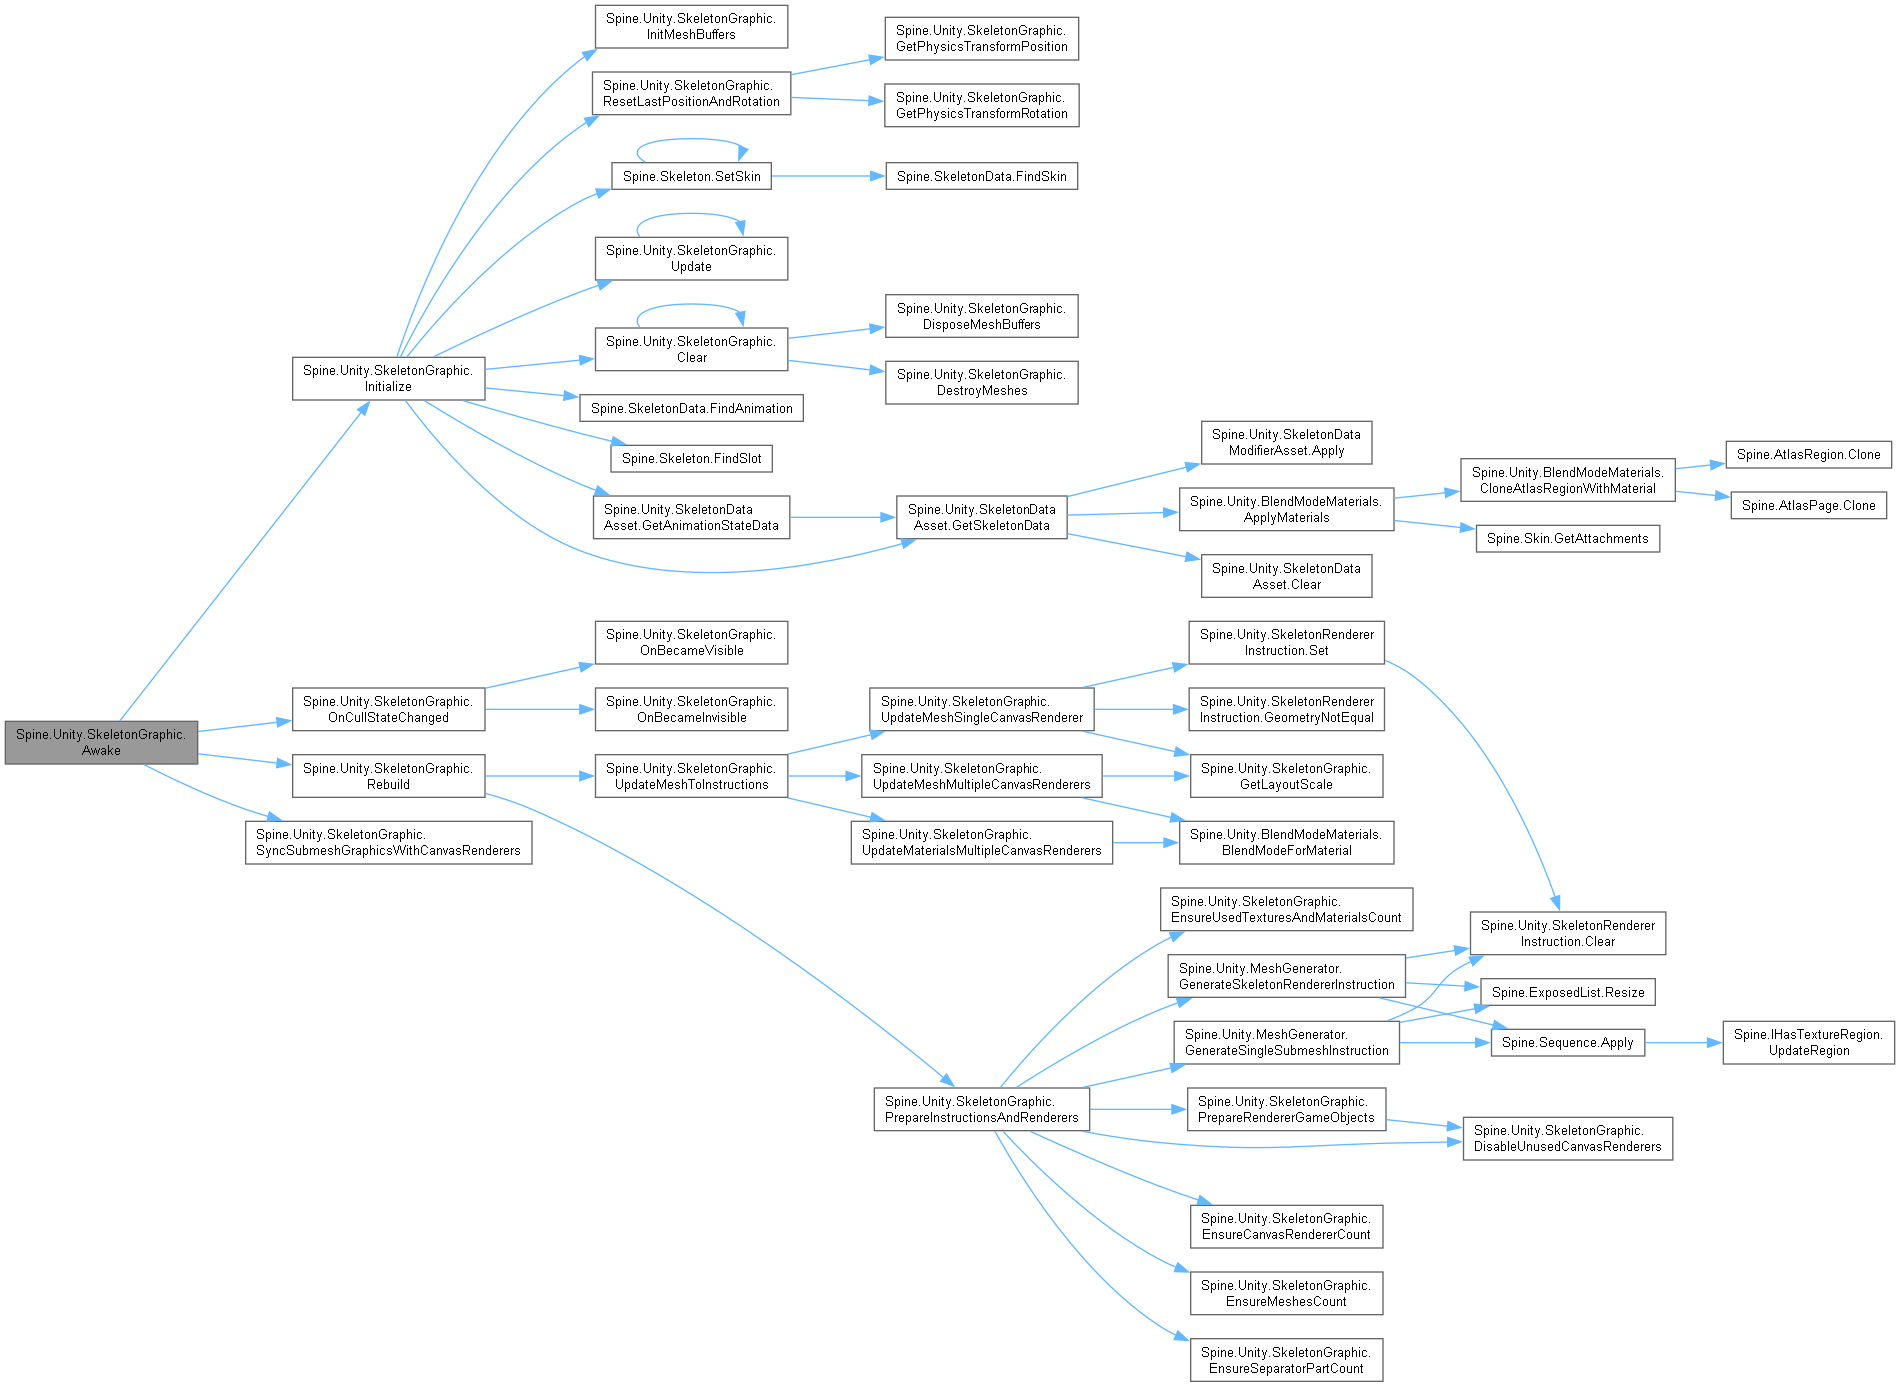 Spine.Unity.SkeletonGraphic.
Awake
Spine.Unity.SkeletonGraphic.
Initialize
Spine.Unity.SkeletonGraphic.
OnCullStateChanged
Spine.Unity.SkeletonGraphic.
Rebuild
Spine.Unity.SkeletonGraphic.
SyncSubmeshGraphicsWithCanvasRenderers
Spine.Unity.SkeletonGraphic.
InitMeshBuffers
Spine.Unity.SkeletonGraphic.
ResetLastPositionAndRotation
Spine.Skeleton.SetSkin
Spine.Unity.SkeletonGraphic.
Update
Spine.Unity.SkeletonGraphic.
Clear
Spine.SkeletonData.FindAnimation
Spine.Skeleton.FindSlot
Spine.Unity.SkeletonData
Asset.GetAnimationStateData
Spine.Unity.SkeletonGraphic.
OnBecameVisible
Spine.Unity.SkeletonGraphic.
OnBecameInvisible
Spine.Unity.SkeletonGraphic.
UpdateMeshToInstructions
Spine.Unity.SkeletonGraphic.
GetPhysicsTransformPosition
Spine.Unity.SkeletonGraphic.
GetPhysicsTransformRotation
Spine.SkeletonData.FindSkin
Spine.Unity.SkeletonGraphic.
DisposeMeshBuffers
Spine.Unity.SkeletonGraphic.
DestroyMeshes
Spine.Unity.SkeletonData
Asset.GetSkeletonData
Spine.Unity.SkeletonGraphic.
UpdateMeshSingleCanvasRenderer
Spine.Unity.SkeletonGraphic.
UpdateMeshMultipleCanvasRenderers
Spine.Unity.SkeletonGraphic.
UpdateMaterialsMultipleCanvasRenderers
Spine.Unity.SkeletonGraphic.
PrepareInstructionsAndRenderers
Spine.Unity.SkeletonData
ModifierAsset.Apply
Spine.Unity.BlendModeMaterials.
ApplyMaterials
Spine.Unity.SkeletonData
Asset.Clear
Spine.Unity.SkeletonRenderer
Instruction.Set
Spine.Unity.SkeletonRenderer
Instruction.GeometryNotEqual
Spine.Unity.SkeletonGraphic.
GetLayoutScale
Spine.Unity.BlendModeMaterials.
BlendModeForMaterial
Spine.Unity.SkeletonGraphic.
EnsureUsedTexturesAndMaterialsCount
Spine.Unity.MeshGenerator.
GenerateSkeletonRendererInstruction
Spine.Unity.MeshGenerator.
GenerateSingleSubmeshInstruction
Spine.Unity.SkeletonGraphic.
PrepareRendererGameObjects
Spine.Unity.SkeletonGraphic.
EnsureCanvasRendererCount
Spine.Unity.SkeletonGraphic.
EnsureMeshesCount
Spine.Unity.SkeletonGraphic.
EnsureSeparatorPartCount
Spine.Unity.BlendModeMaterials.
CloneAtlasRegionWithMaterial
Spine.Skin.GetAttachments
Spine.Unity.SkeletonRenderer
Instruction.Clear
Spine.ExposedList.Resize
Spine.Sequence.Apply
Spine.Unity.SkeletonGraphic.
DisableUnusedCanvasRenderers
Spine.AtlasRegion.Clone
Spine.AtlasPage.Clone
Spine.IHasTextureRegion.
UpdateRegion